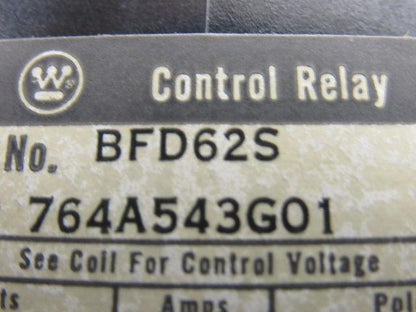 Control Relay
No. BFD62S
764A543G01
See Coil For Control Voltage
Amps